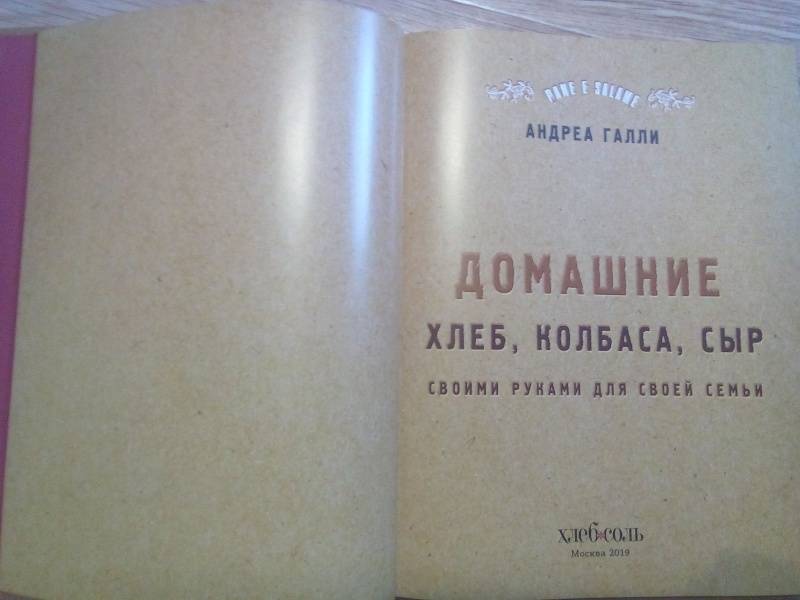 PANE E SALAME
АНДРЕА ГАЛЛИ
ДОМАШНИЕ
ХЛЕБ, КОЛБАСА, СЫР
СВОИМИ РУКАМИ ДЛЯ СВОЕЙ СЕМЬИ
хлеб*соль
Москва 2019